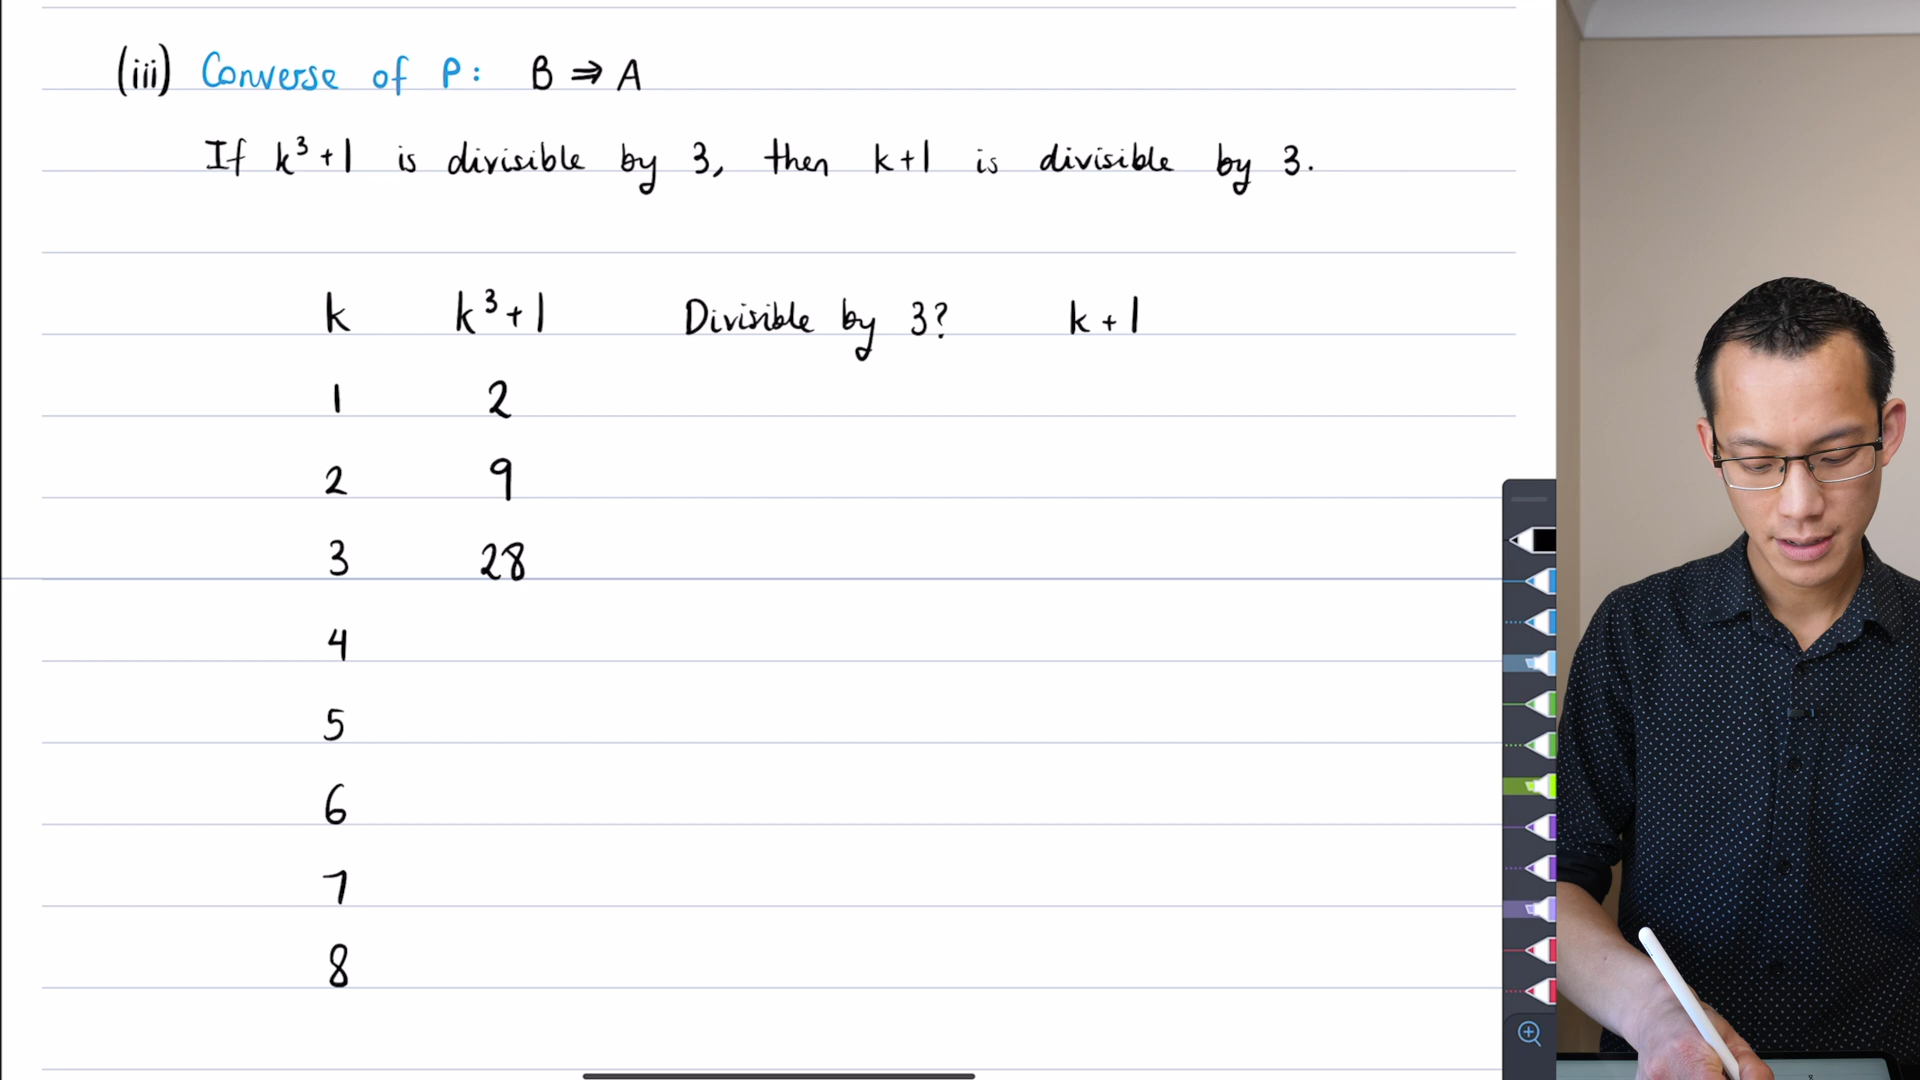 (iii) Converse of P: B ⇒ A
If k³+1 is divisible by 3, then k+1 is divisible by 3.
k k³+1 Divisible by 3? k+1
1 2
2 9
3 28
4
5
6
7
8